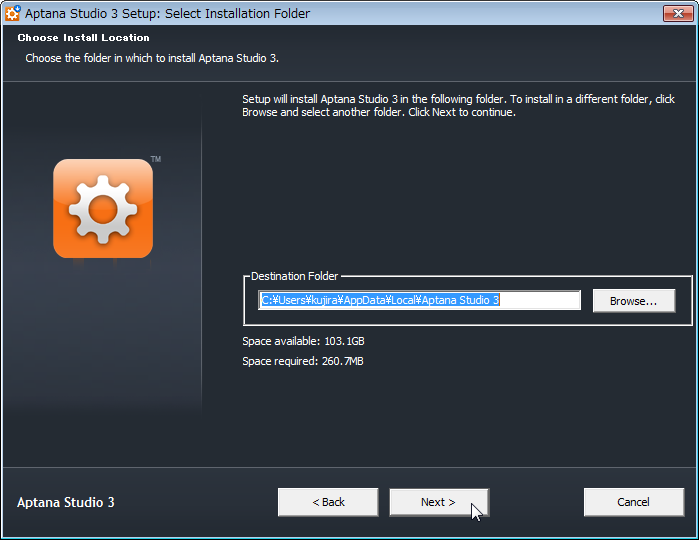 Aptana Studio 3 Setup: Select Installation Folder
Choose Install Location
Choose the folder in which to install Aptana Studio 3.
Setup will install Aptana Studio 3 in the following folder. To install in a different folder, click
Browse and select another folder. Click Next to continue.
TM
Destination Folder
C:¥Users¥kujira¥AppData¥Local¥Aptana Studio 3
Browse...
Space available: 103.1GB
Space required: 260.7MB
Aptana Studio 3
< Back
Next >
Cancel